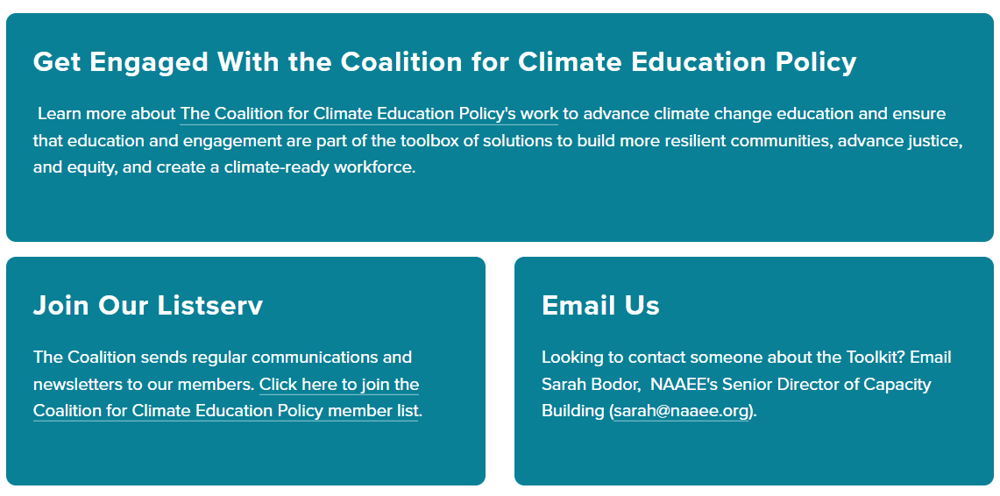 Get Engaged With the Coalition for Climate Education Policy
Learn more about The Coalition for Climate Education Policy's work to advance climate change education and ensure
that education and engagement are part of the toolbox of solutions to build more resilient communities, advance justice,
and equity, and create a climate-ready workforce.
Join Our Listserv
The Coalition sends regular communications and
newsletters to our members. Click here to join the
Coalition for Climate Education Policy member list.
Email Us
Looking to contact someone about the Toolkit? Email
Sarah Bodor,  NAAEE's Senior Director of Capacity
Building (sarah@naaee.org).